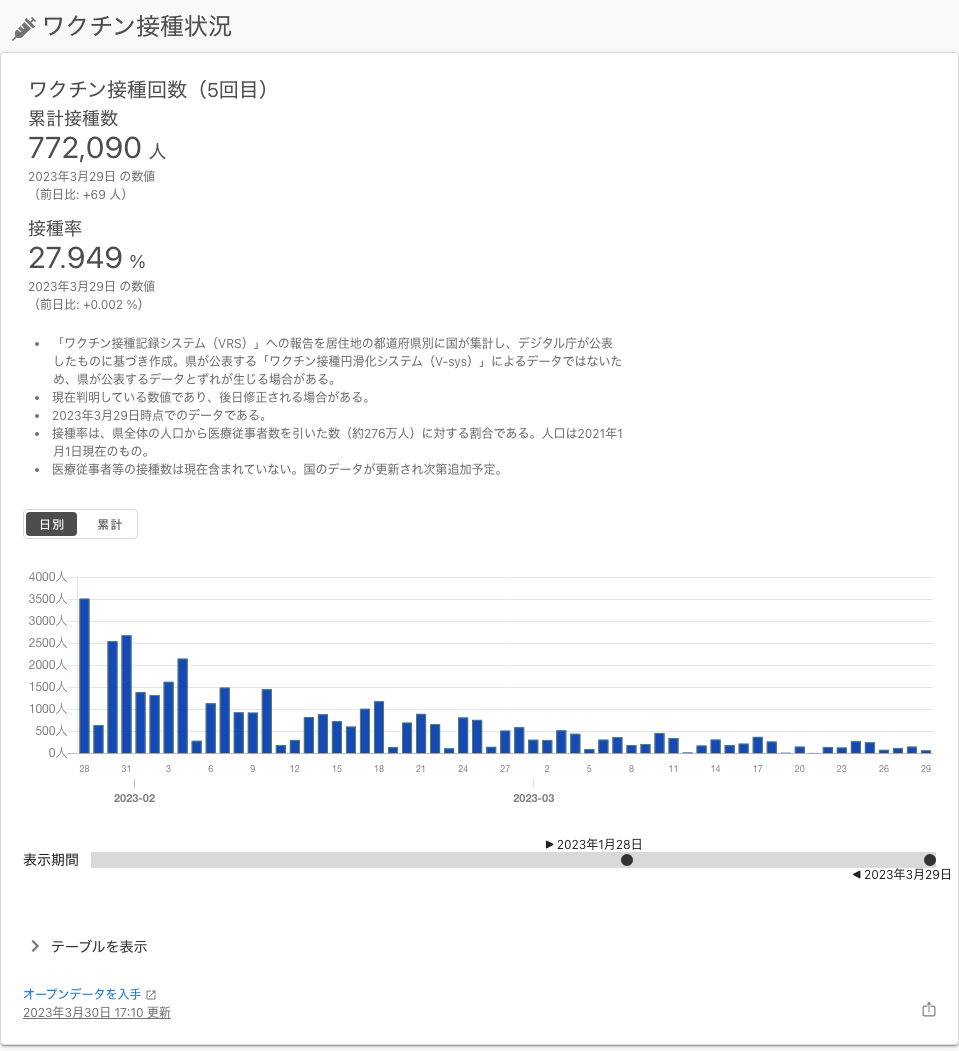 ワクチン接種状況
ワクチン接種回数（5回目）
累計接種数
772,090 人
2023年3月29日 の数値
（前日比: +69 人）
接種率
27.949 %
2023年3月29日 の数値
（前日比: +0.002 %）
「ワクチン接種記録システム（VRS）」への報告を居住地の都道府県別に国が集計し、デジタル庁が公表
したものに基づき作成。県が公表する「ワクチン接種円滑化システム（V-sys）」によるデータではないた
め、県が公表するデータとずれが生じる場合がある。
現在判明している数値であり、後日修正される場合がある。
2023年3月29日時点でのデータである。
接種率は、県全体の人口から医療従事者数を引いた数（約276万人）に対する割合である。人口は2021年1
月1日現在のもの。
医療従事者等の接種数は現在含まれていない。国のデータが更新され次第追加予定。
日別 累計
4000人
3500人
3000人
2500人
2000人
1500人
1000人
500人
0人
28 31 3 6 9 12 15 18 21 24 27 2 5 8 11 14 17 20 23 26 29
2023-02 2023-03
▶ 2023年1月28日
表示期間
◀ 2023年3月29日
テーブルを表示
オープンデータを入手
2023年3月30日 17:10 更新